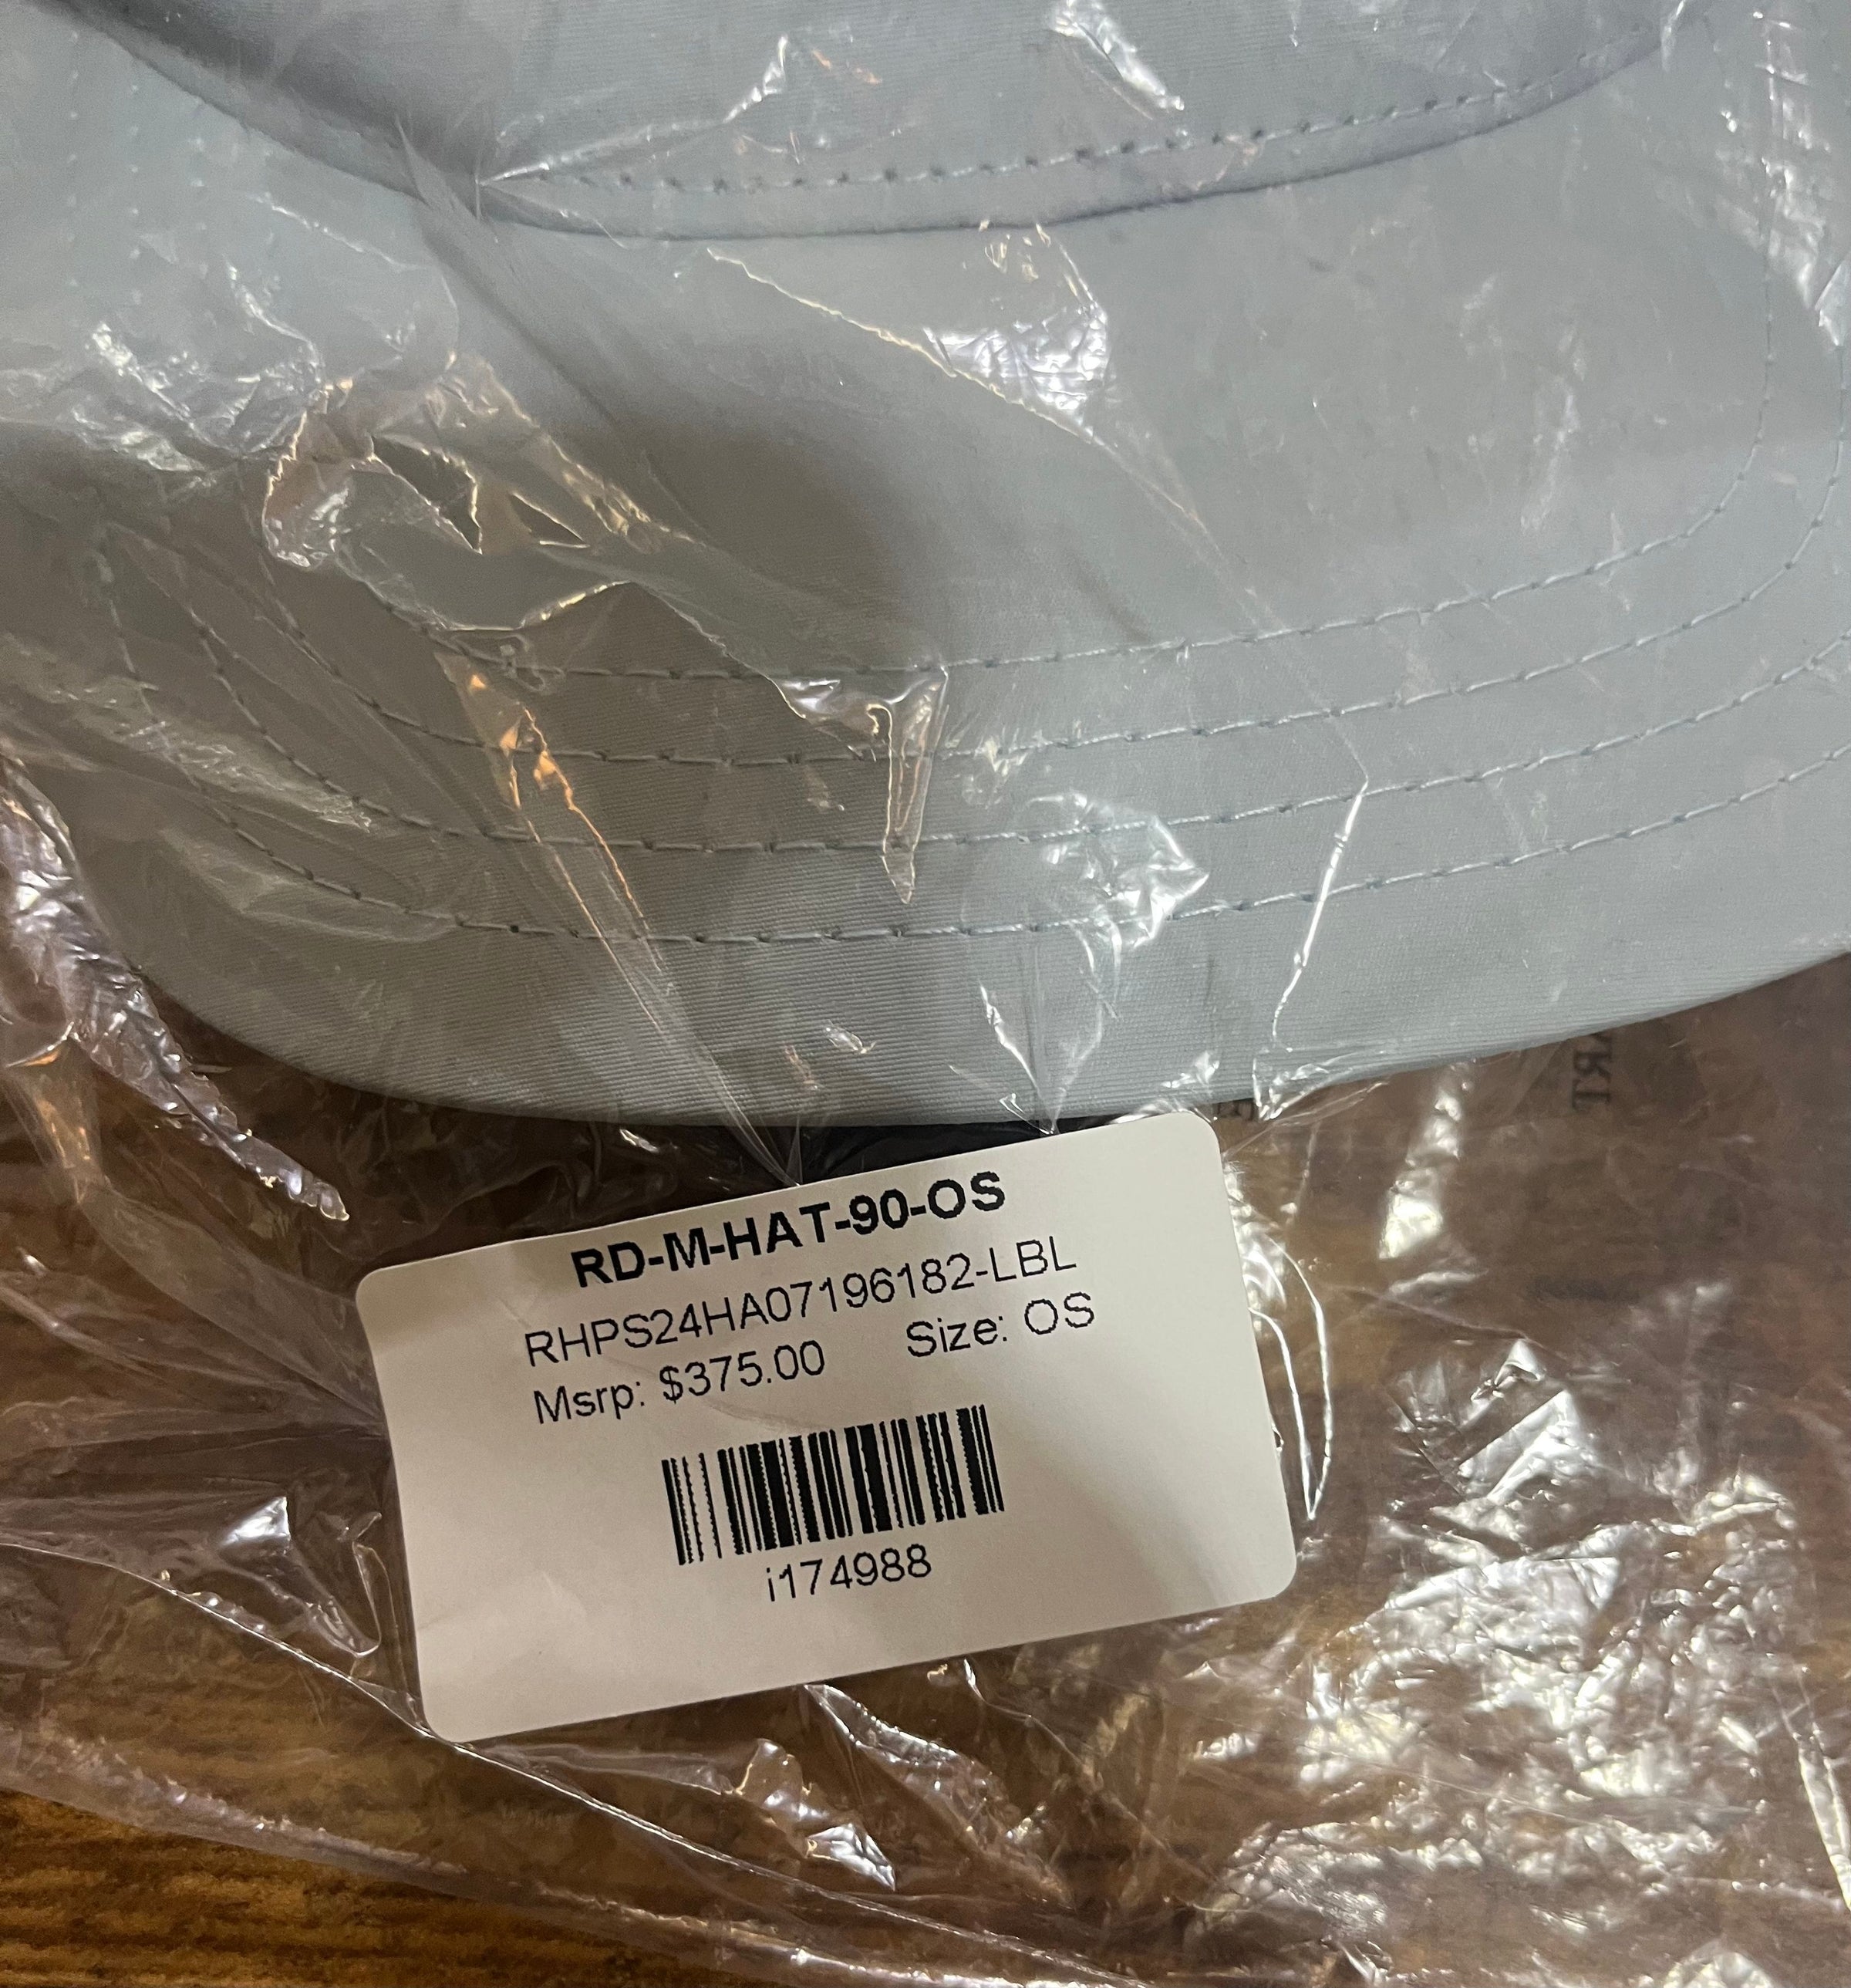 RD-M-HAT-90-OS
RHPS24HA07196182-LBL
Msrp: $375.00 Size: OS
i174988